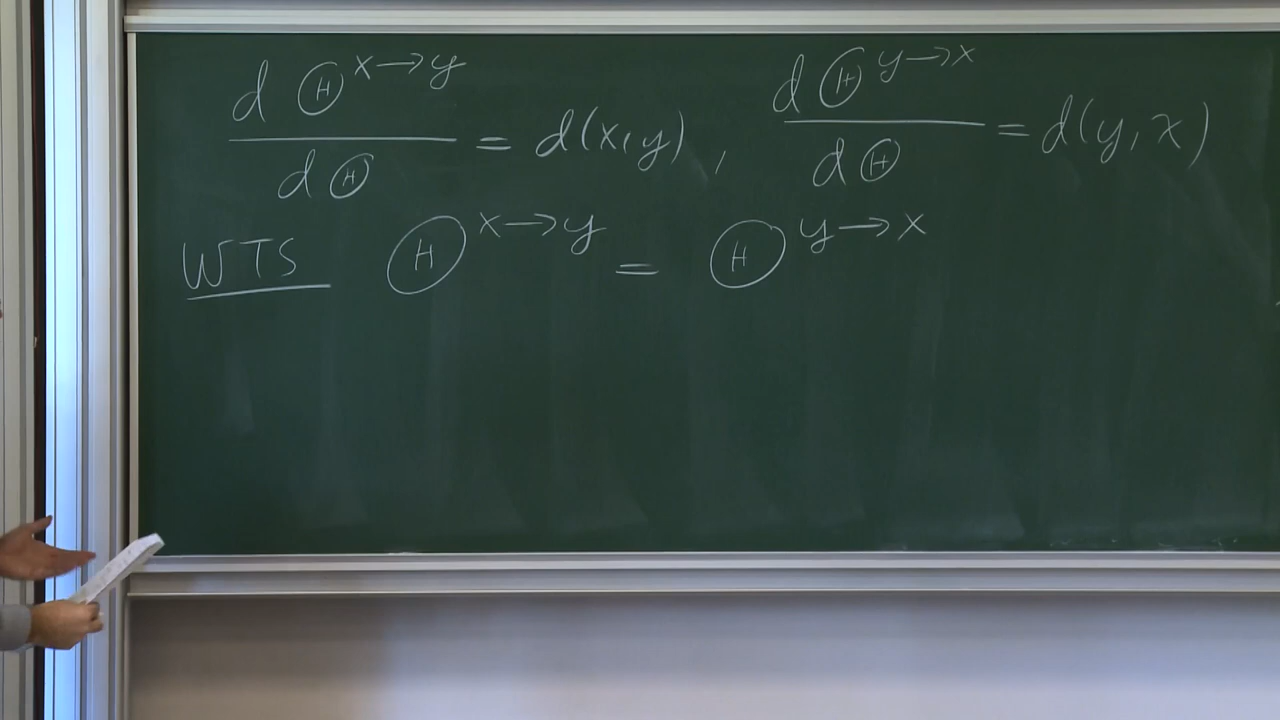 d Ⓗ^{x→y} / d Ⓗ = d(x,y) , d Ⓗ^{y→x} / d Ⓗ = d(y,x)
WTS Ⓗ^{x→y} = Ⓗ^{y→x}